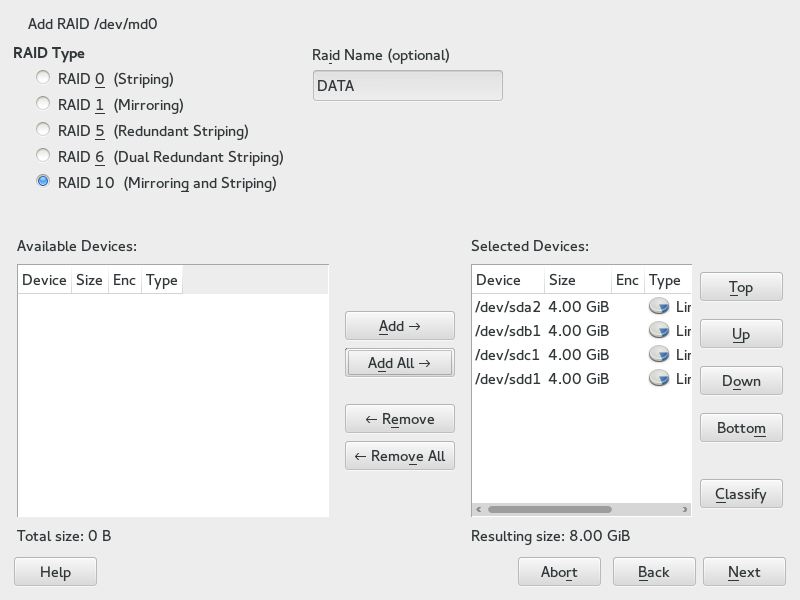 Add RAID /dev/md0
RAID Type
RAID 0 (Striping)
RAID 1 (Mirroring)
RAID 5 (Redundant Striping)
RAID 6 (Dual Redundant Striping)
RAID 10 (Mirroring and Striping)
Raid Name (optional)
DATA
Available Devices:
Device Size Enc Type
Total size: 0 B
Add →
Add All →
← Remove
← Remove All
Selected Devices:
Device Size Enc Type
/dev/sda2 4.00 GiB Lin
/dev/sdb1 4.00 GiB Lin
/dev/sdc1 4.00 GiB Lin
/dev/sdd1 4.00 GiB Lin
Resulting size: 8.00 GiB
Top
Up
Down
Bottom
Classify
Help
Abort
Back
Next